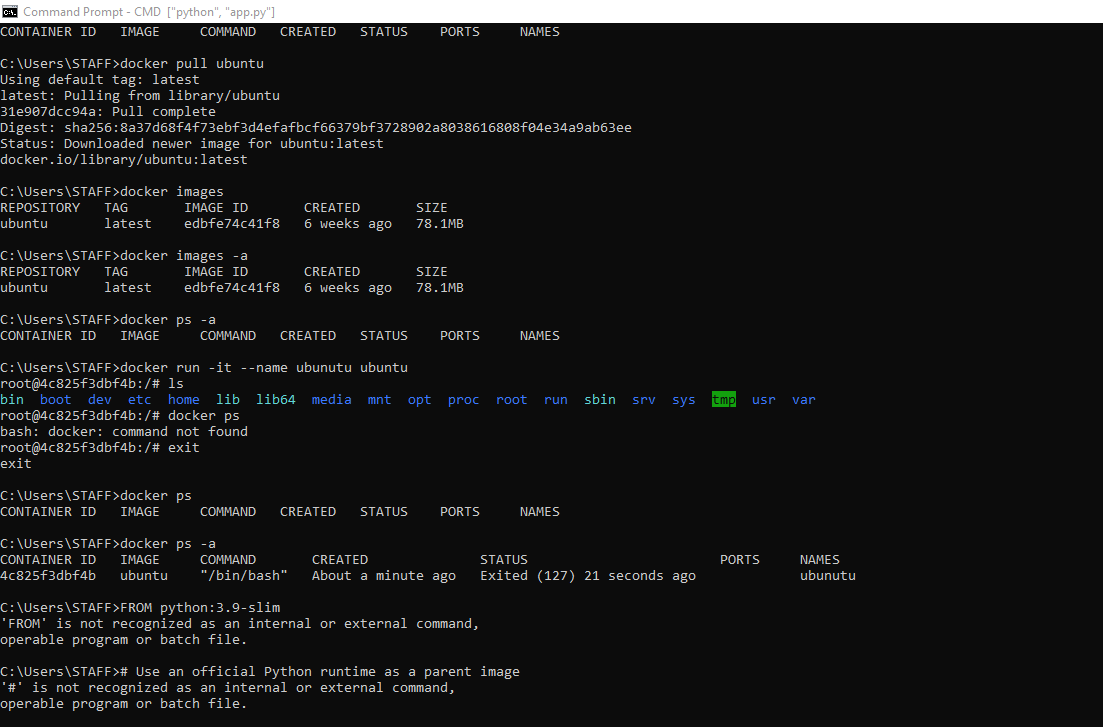 Command Prompt - CMD ["python", "app.py"]
CONTAINER ID   IMAGE     COMMAND   CREATED   STATUS    PORTS     NAMES
C:\Users\STAFF>docker pull ubuntu
Using default tag: latest
latest: Pulling from library/ubuntu
31e907dcc94a: Pull complete
Digest: sha256:8a37d68f4f73ebf3d4efafbcf66379bf3728902a8038616808f04e34a9ab63ee
Status: Downloaded newer image for ubuntu:latest
docker.io/library/ubuntu:latest
C:\Users\STAFF>docker images
REPOSITORY   TAG       IMAGE ID       CREATED       SIZE
ubuntu       latest    edbfe74c41f8   6 weeks ago   78.1MB
C:\Users\STAFF>docker images -a
REPOSITORY   TAG       IMAGE ID       CREATED       SIZE
ubuntu       latest    edbfe74c41f8   6 weeks ago   78.1MB
C:\Users\STAFF>docker ps -a
CONTAINER ID   IMAGE     COMMAND   CREATED   STATUS    PORTS     NAMES
C:\Users\STAFF>docker run -it --name ubunutu ubuntu
root@4c825f3dbf4b:/# ls
bin  boot  dev  etc  home  lib  lib64  media  mnt  opt  proc  root  run  sbin  srv  sys  tmp  usr  var
root@4c825f3dbf4b:/# docker ps
bash: docker: command not found
root@4c825f3dbf4b:/# exit
exit
C:\Users\STAFF>docker ps
CONTAINER ID   IMAGE     COMMAND   CREATED   STATUS    PORTS     NAMES
C:\Users\STAFF>docker ps -a
CONTAINER ID   IMAGE     COMMAND       CREATED              STATUS                        PORTS     NAMES
4c825f3dbf4b   ubuntu    "/bin/bash"   About a minute ago   Exited (127) 21 seconds ago             ubunutu
C:\Users\STAFF>FROM python:3.9-slim
'FROM' is not recognized as an internal or external command,
operable program or batch file.
C:\Users\STAFF># Use an official Python runtime as a parent image
'#' is not recognized as an internal or external command,
operable program or batch file.